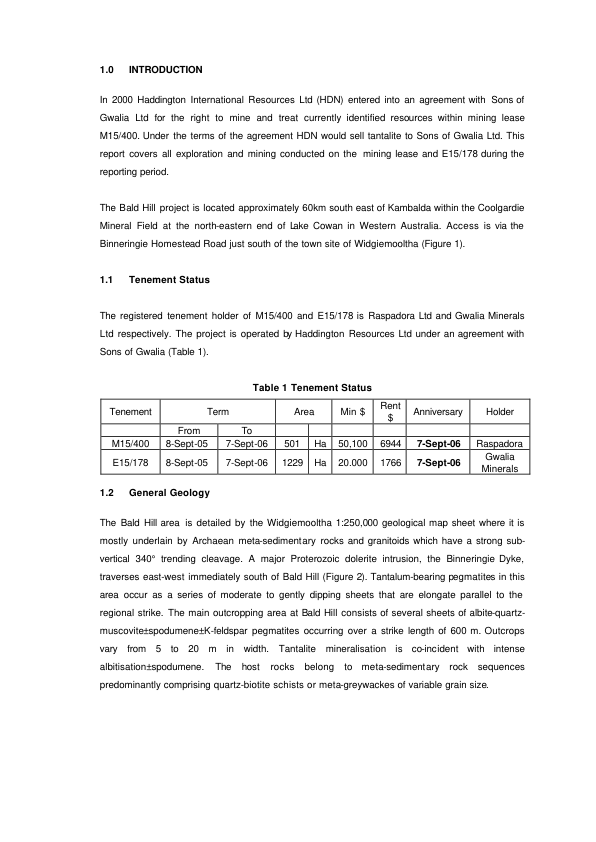 1.0 INTRODUCTION
In 2000 Haddington International Resources Ltd (HDN) entered into an agreement with Sons of
Gwalia Ltd for the right to mine and treat currently identified resources within mining lease
M15/400. Under the terms of the agreement HDN would sell tantalite to Sons of Gwalia Ltd. This
report covers all exploration and mining conducted on the mining lease and E15/178 during the
reporting period.
The Bald Hill project is located approximately 60km south east of Kambalda within the Coolgardie
Mineral Field at the north-eastern end of Lake Cowan in Western Australia. Access is via the
Binneringie Homestead Road just south of the town site of Widgiemooltha (Figure 1).
1.1 Tenement Status
The registered tenement holder of M15/400 and E15/178 is Raspadora Ltd and Gwalia Minerals
Ltd respectively. The project is operated by Haddington Resources Ltd under an agreement with
Sons of Gwalia (Table 1).
Table 1 Tenement Status
Tenement Term Area Min $ Rent $ Anniversary Holder
From To
M15/400 8-Sept-05 7-Sept-06 501 Ha 50,100 6944 7-Sept-06 Raspadora
E15/178 8-Sept-05 7-Sept-06 1229 Ha 20.000 1766 7-Sept-06 Gwalia Minerals
1.2 General Geology
The Bald Hill area is detailed by the Widgiemooltha 1:250,000 geological map sheet where it is
mostly underlain by Archaean meta-sedimentary rocks and granitoids which have a strong sub-
vertical 340° trending cleavage. A major Proterozoic dolerite intrusion, the Binneringie Dyke,
traverses east-west immediately south of Bald Hill (Figure 2). Tantalum-bearing pegmatites in this
area occur as a series of moderate to gently dipping sheets that are elongate parallel to the
regional strike. The main outcropping area at Bald Hill consists of several sheets of albite-quartz-
muscovite±spodumene±K-feldspar pegmatites occurring over a strike length of 600 m. Outcrops
vary from 5 to 20 m in width. Tantalite mineralisation is co-incident with intense
albitisation±spodumene. The host rocks belong to meta-sedimentary rock sequences
predominantly comprising quartz-biotite schists or meta-greywackes of variable grain size.